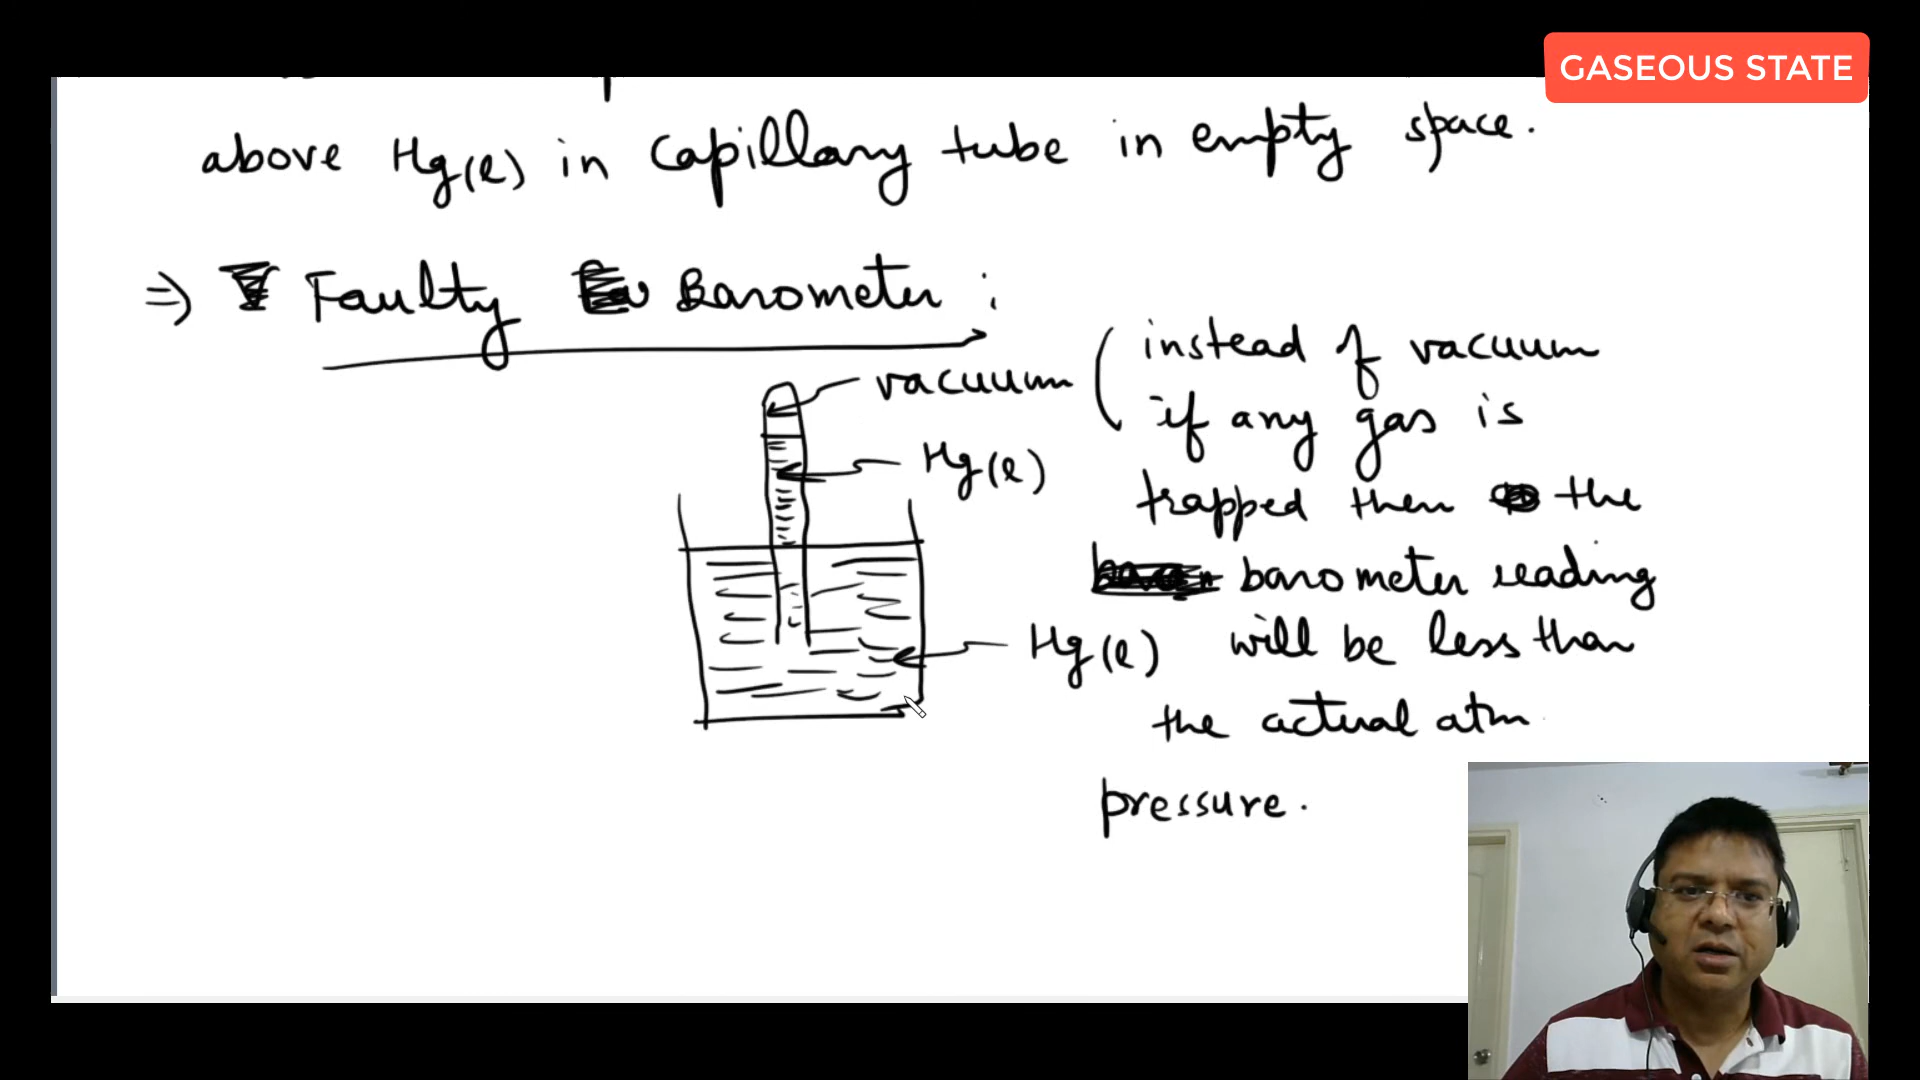 GASEOUS STATE
above Hg(l) in capillary tube in empty space.
⇒ Faulty Barometer :
vacuum
(instead of vacuum
if any gas is
trapped then the
barometer reading
will be less than
the actual atm
pressure.
Hg(l)
Hg(l)